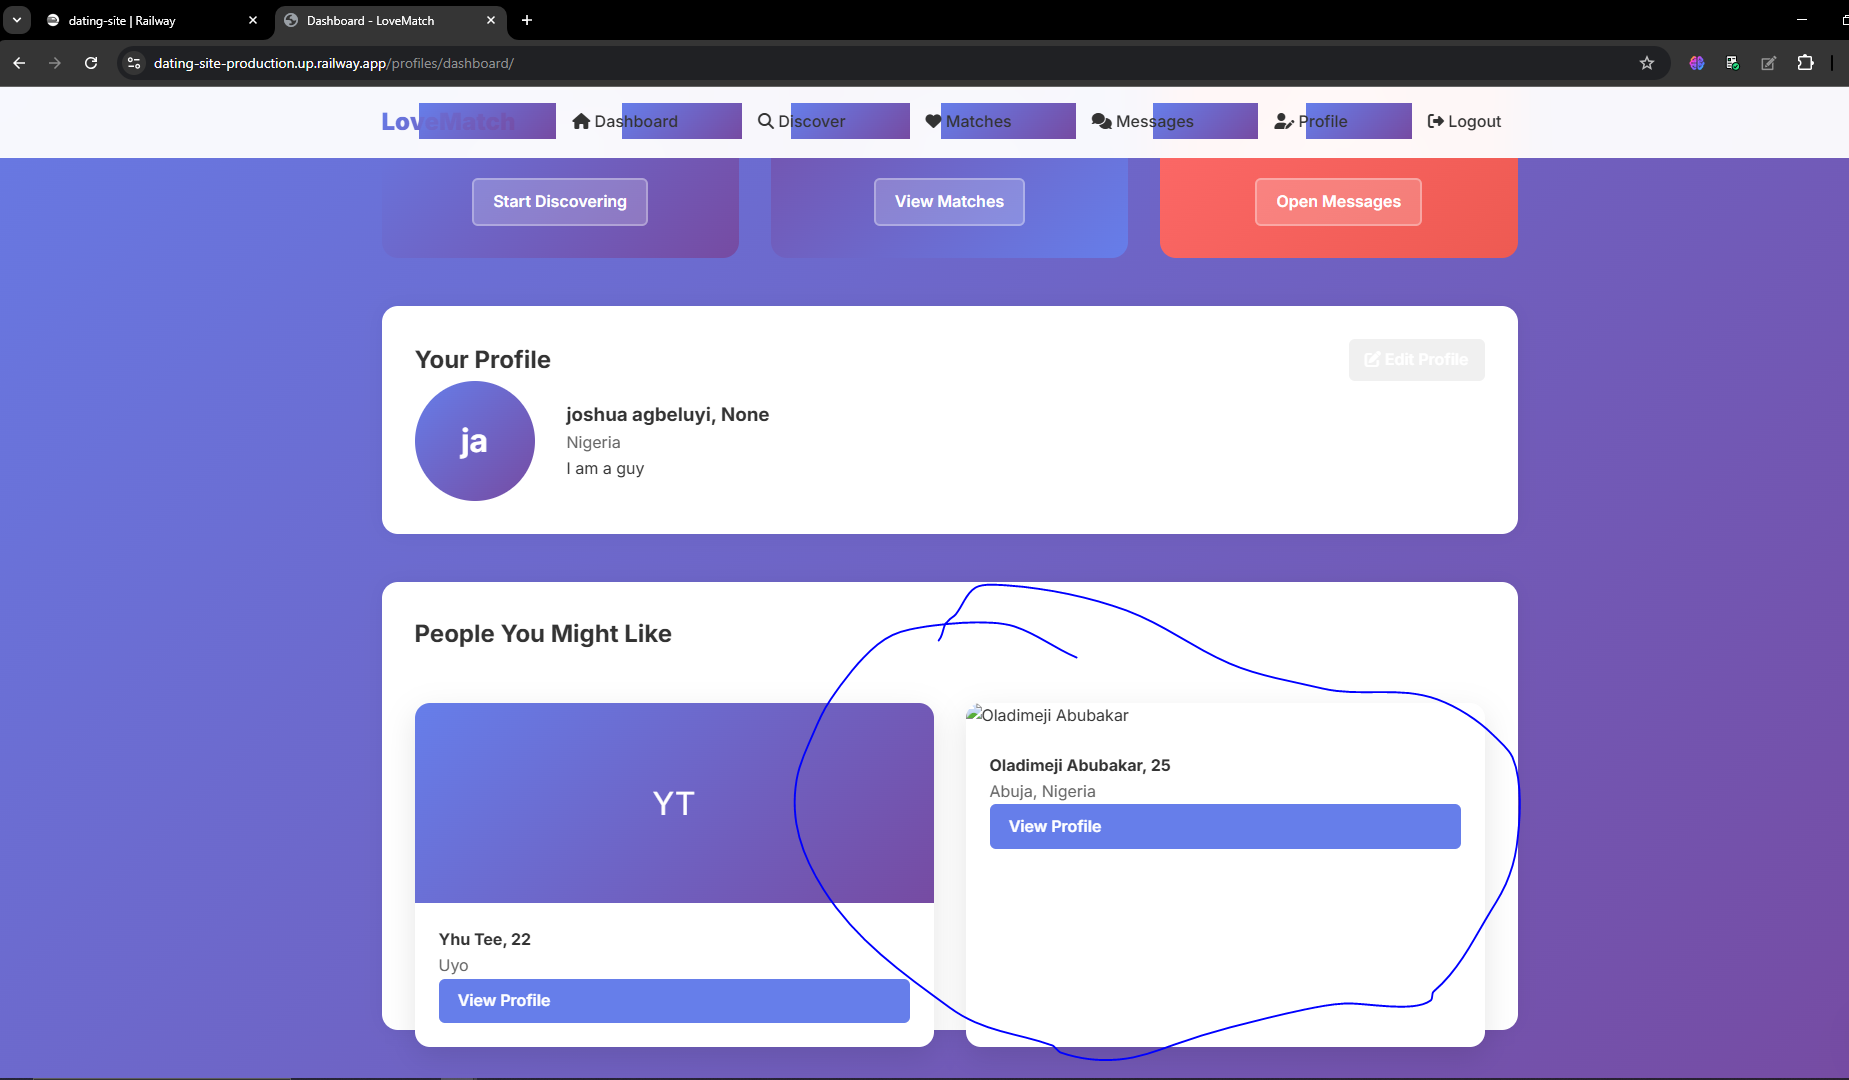 dating-site | Railway
Dashboard - LoveMatch
dating-site-production.up.railway.app/profiles/dashboard/
LoveMatch
Dashboard
Discover
Matches
Messages
Profile
Logout
Start Discovering
View Matches
Open Messages
Your Profile
Edit Profile
ja
joshua agbeluyi, None
Nigeria
I am a guy
People You Might Like
YT
Yhu Tee, 22
Uyo
View Profile
Oladimeji Abubakar
Oladimeji Abubakar, 25
Abuja, Nigeria
View Profile